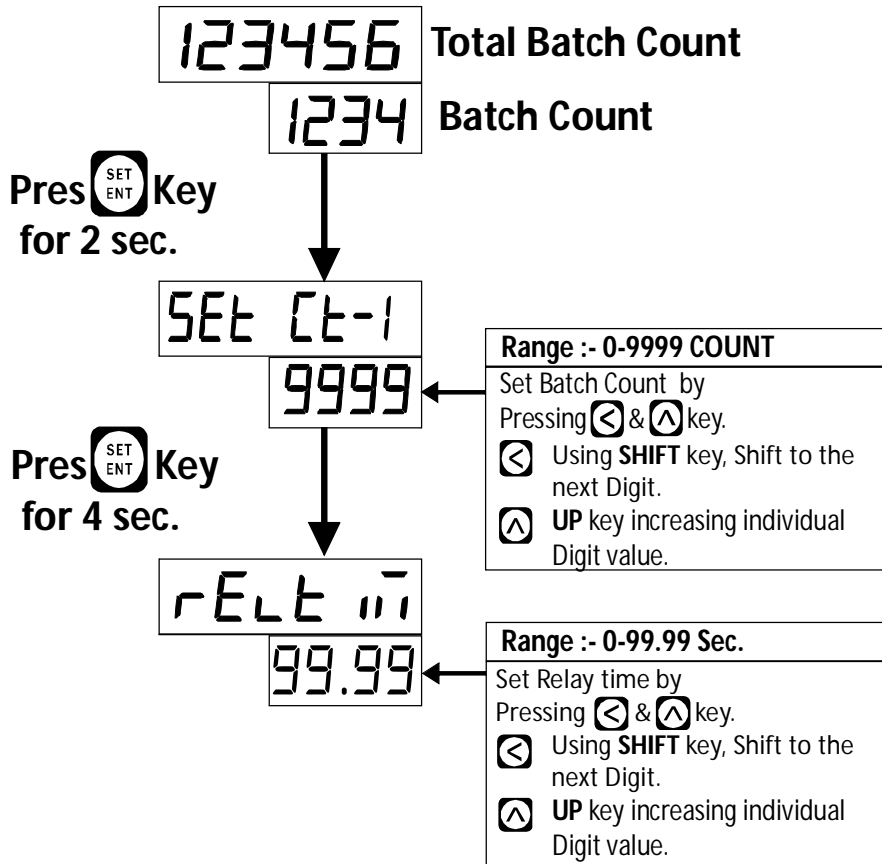 123456 Total Batch Count
1234 Batch Count
Pres SET ENT Key
for 2 sec.
SEt Ct-1
9999
Range :- 0-9999 COUNT
Set Batch Count by
Pressing < & ^ key.
< Using SHIFT key, Shift to the
next Digit.
^ UP key increasing individual
Digit value.
Pres SET ENT Key
for 4 sec.
rELt m
99.99
Range :- 0-99.99 Sec.
Set Relay time by
Pressing < & ^ key.
< Using SHIFT key, Shift to the
next Digit.
^ UP key increasing individual
Digit value.